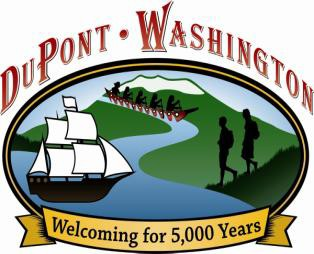 DuPont • Washington
Welcoming for 5,000 Years